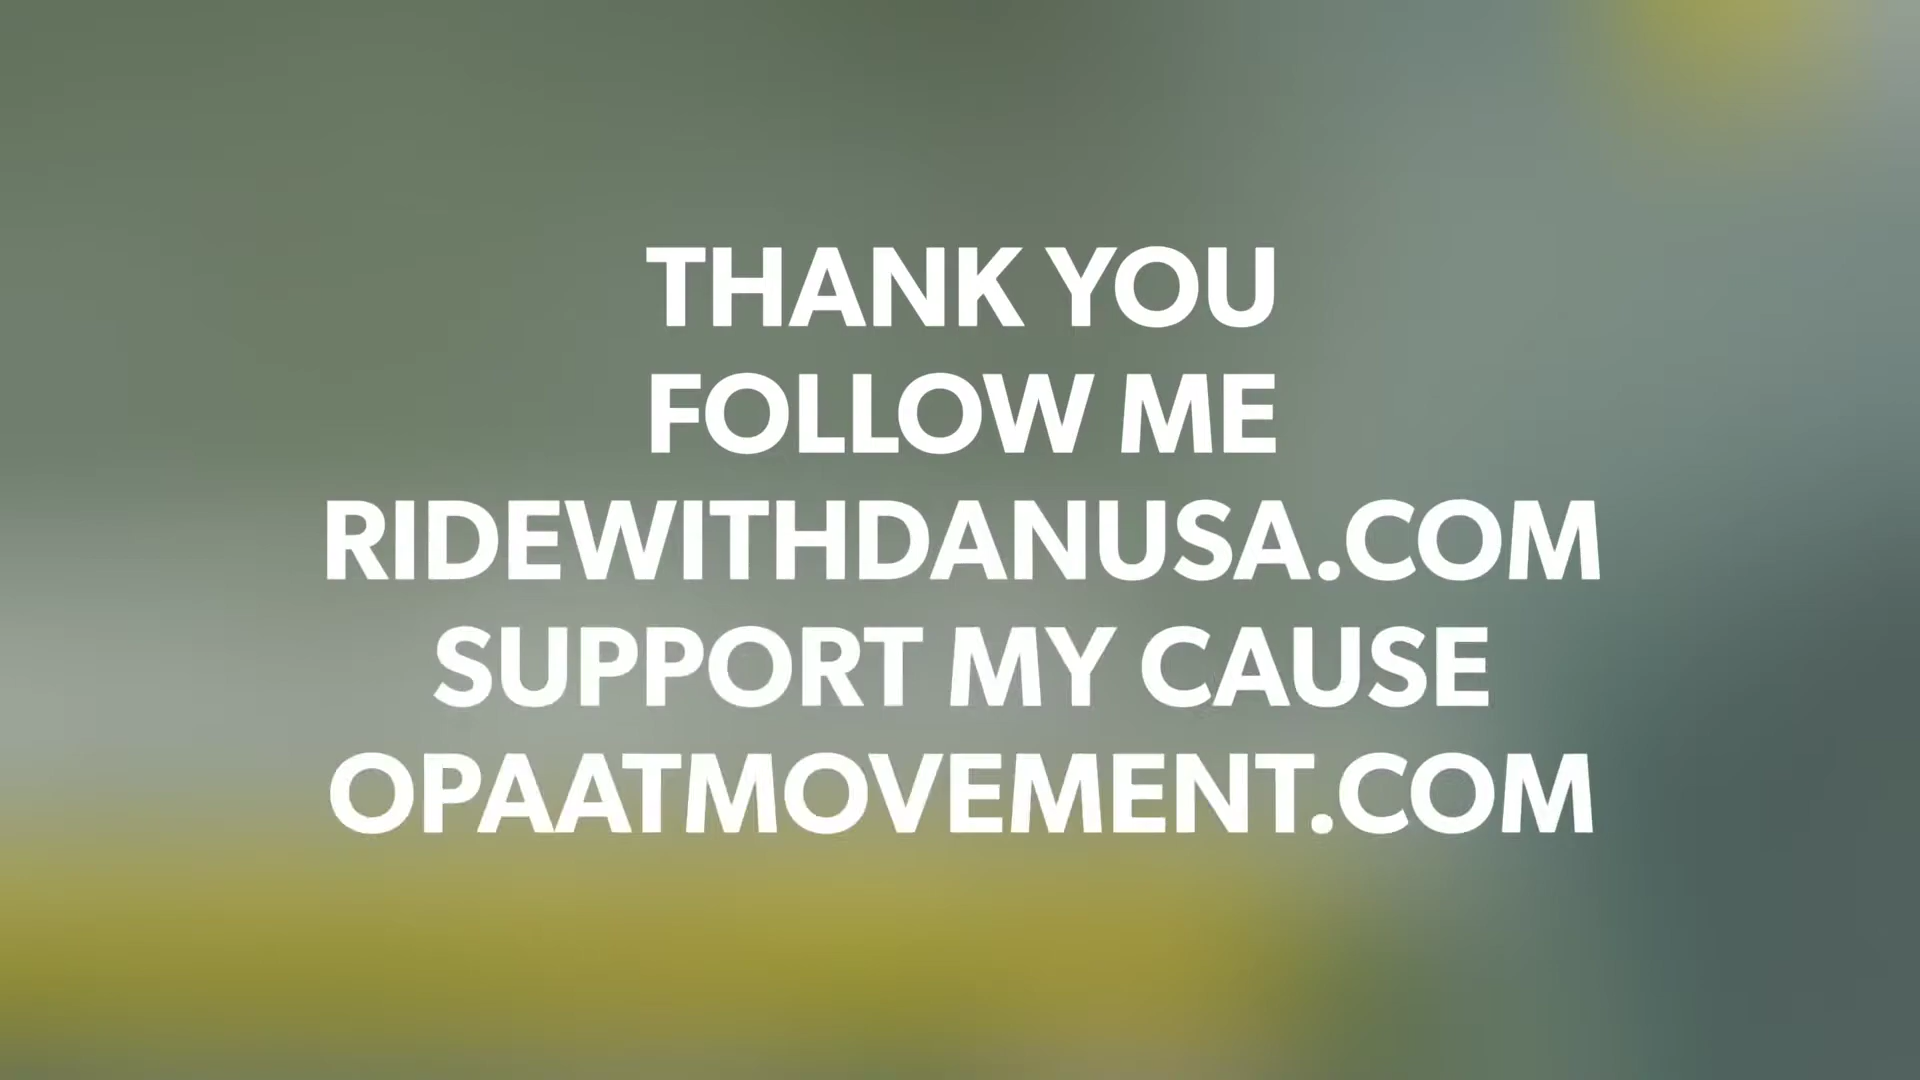 THANK YOU
FOLLOW ME
RIDEWITHDANUSA.COM
SUPPORT MY CAUSE
OPAATMOVEMENT.COM